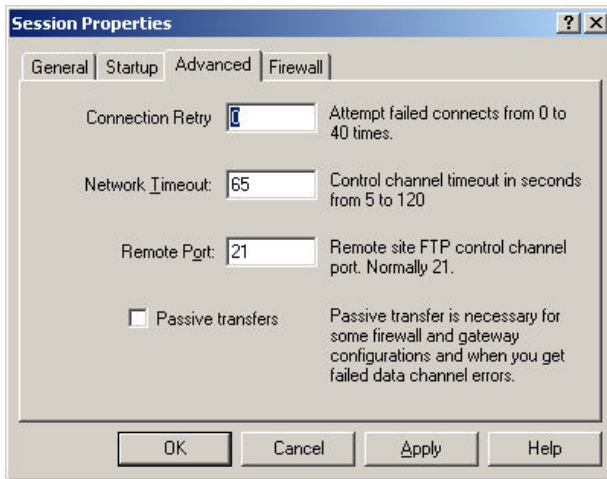 Session Properties
General Startup Advanced Firewall
Connection Retry 0 Attempt failed connects from 0 to
40 times.
Network Timeout: 65 Control channel timeout in seconds
from 5 to 120
Remote Port: 21 Remote site FTP control channel
port. Normally 21.
Passive transfers Passive transfer is necessary for
some firewall and gateway
configurations and when you get
failed data channel errors.
OK Cancel Apply Help